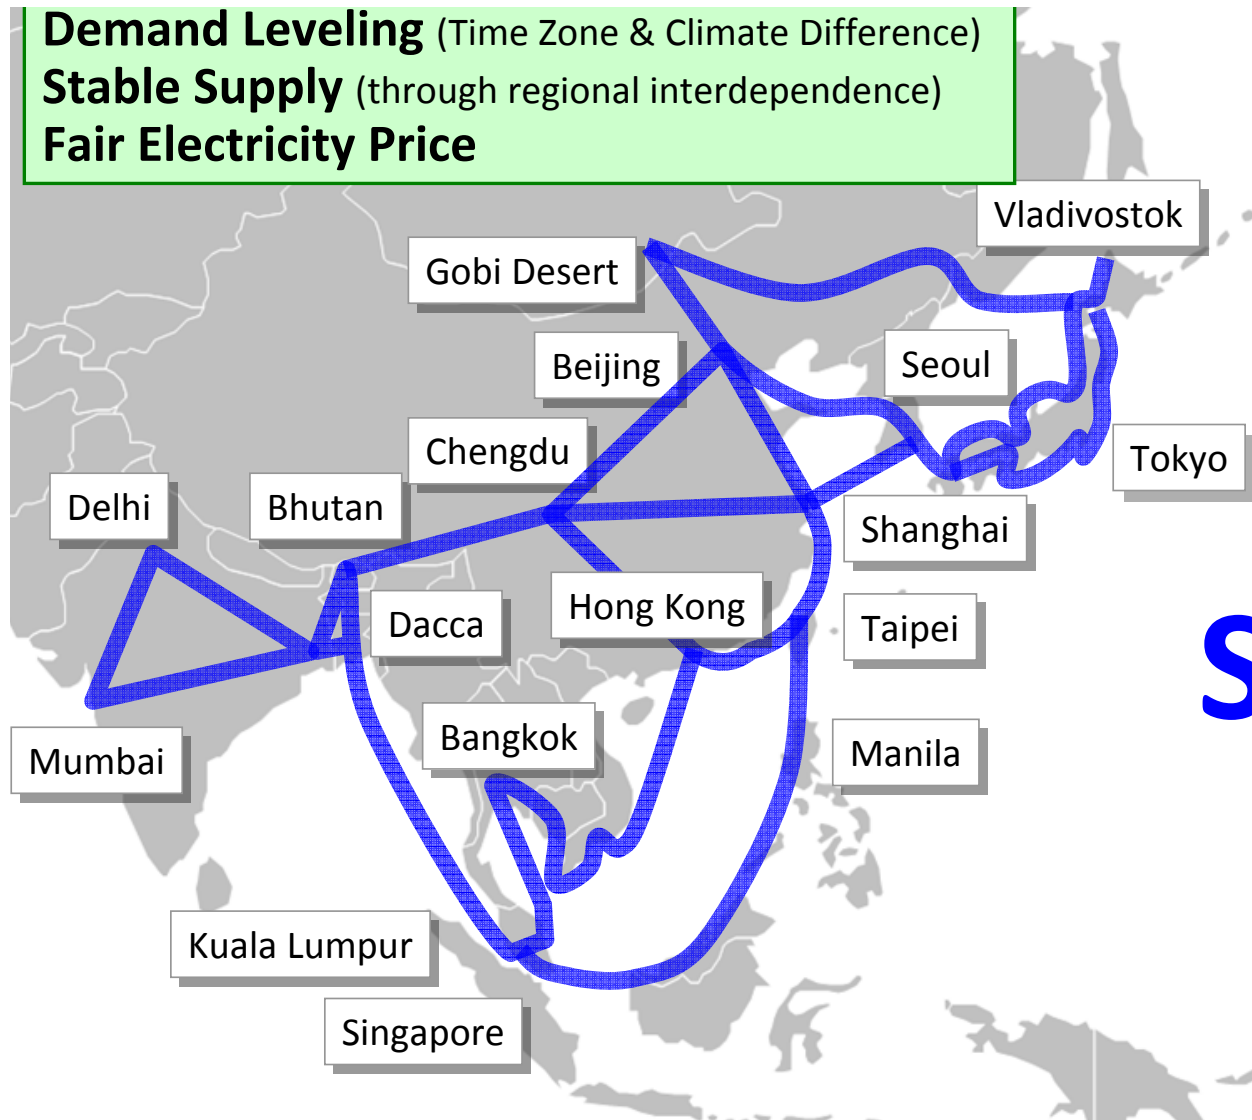 Demand Leveling (Time Zone & Climate Difference)
Stable Supply (through regional interdependence)
Fair Electricity Price
Vladivostok
Gobi Desert
Beijing
Seoul
Chengdu
Tokyo
Delhi
Bhutan
Shanghai
Hong Kong
Dacca
Taipei
S
Bangkok
Manila
Mumbai
Kuala Lumpur
Singapore